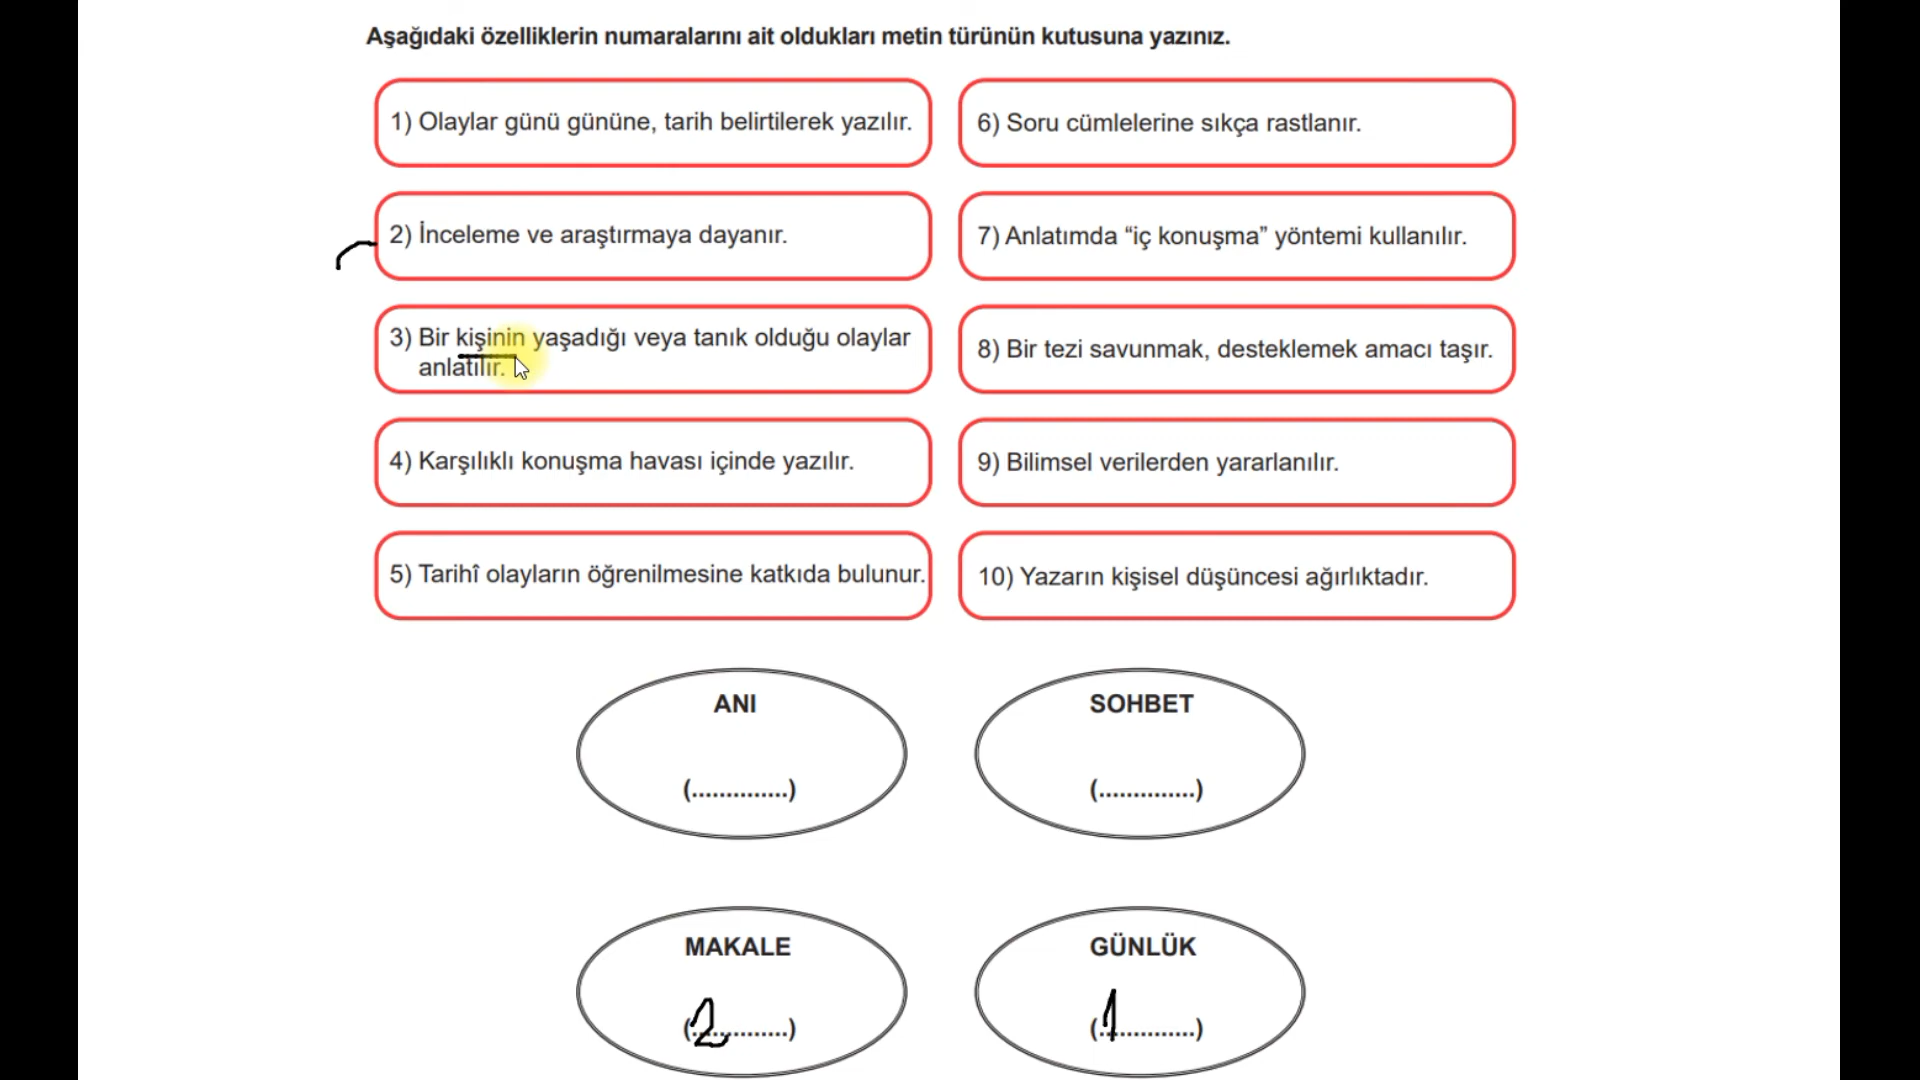 Aşağıdaki özelliklerin numaralarını ait oldukları metin türünün kutusuna yazınız.
1) Olaylar günü gününe, tarih belirtilerek yazılır.
2) İnceleme ve araştırmaya dayanır.
3) Bir kişinin yaşadığı veya tanık olduğu olaylar
anlatılır.
4) Karşılıklı konuşma havası içinde yazılır.
5) Tarihî olayların öğrenilmesine katkıda bulunur.
6) Soru cümlelerine sıkça rastlanır.
7) Anlatımda “iç konuşma” yöntemi kullanılır.
8) Bir tezi savunmak, desteklemek amacı taşır.
9) Bilimsel verilerden yararlanılır.
10) Yazarın kişisel düşüncesi ağırlıktadır.
ANI
(..............)
SOHBET
(..............)
MAKALE
(2..............)
GÜNLÜK
(1..............)